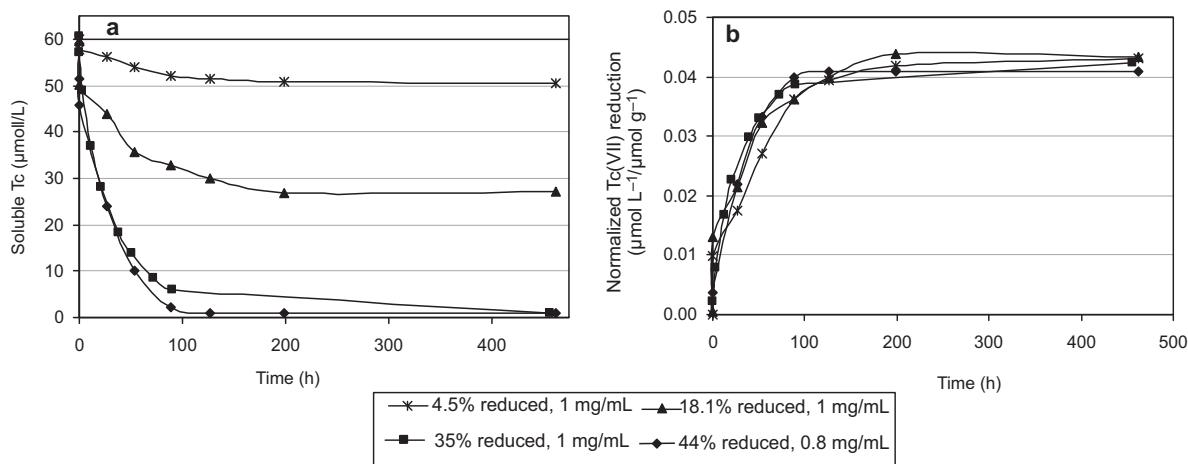 a
Soluble Tc (μmoll/L)
60
50
40
30
20
10
0
0
100
200
300
400
Time (h)
b
Normalized Tc(VII) reduction
(μmol L⁻¹/μmol g⁻¹)
0.05
0.04
0.03
0.02
0.01
0.00
0
100
200
300
400
500
Time (h)
4.5% reduced, 1 mg/mL
18.1% reduced, 1 mg/mL
35% reduced, 1 mg/mL
44% reduced, 0.8 mg/mL